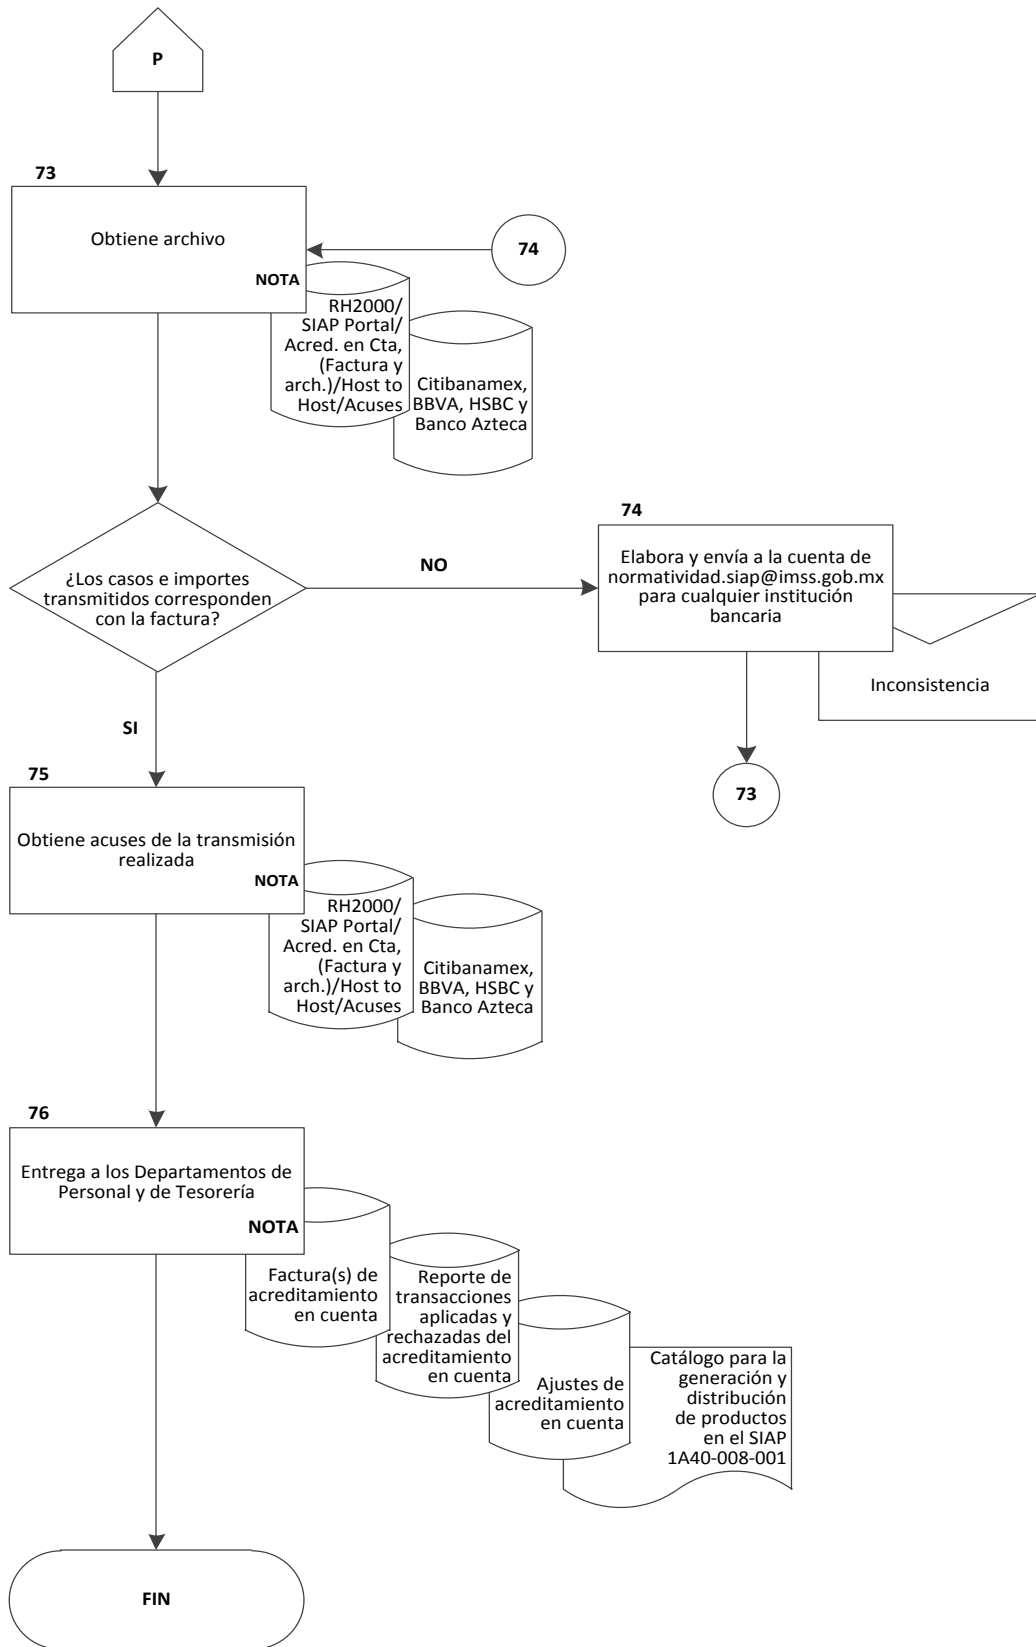 P
73
Obtiene archivo
NOTA
74
RH2000/
SIAP Portal/
Acred. en Cta,
(Factura y
arch.)/Host to
Host/Acuses
Citibanamex,
BBVA, HSBC y
Banco Azteca
¿Los casos e importes
transmitidos corresponden
con la factura?
NO
74
Elabora y envía a la cuenta de
normatividad.siap@imss.gob.mx
para cualquier institución
bancaria
Inconsistencia
73
SI
75
Obtiene acuses de la transmisión
realizada
NOTA
RH2000/
SIAP Portal/
Acred. en Cta,
(Factura y
arch.)/Host to
Host/Acuses
Citibanamex,
BBVA, HSBC y
Banco Azteca
76
Entrega a los Departamentos de
Personal y de Tesorería
NOTA
Factura(s) de
acreditamiento
en cuenta
Reporte de
transacciones
aplicadas y
rechazadas del
acreditamiento
en cuenta
Ajustes de
acreditamiento
en cuenta
Catálogo para la
generación y
distribución
de productos
en el SIAP
1A40-008-001
FIN